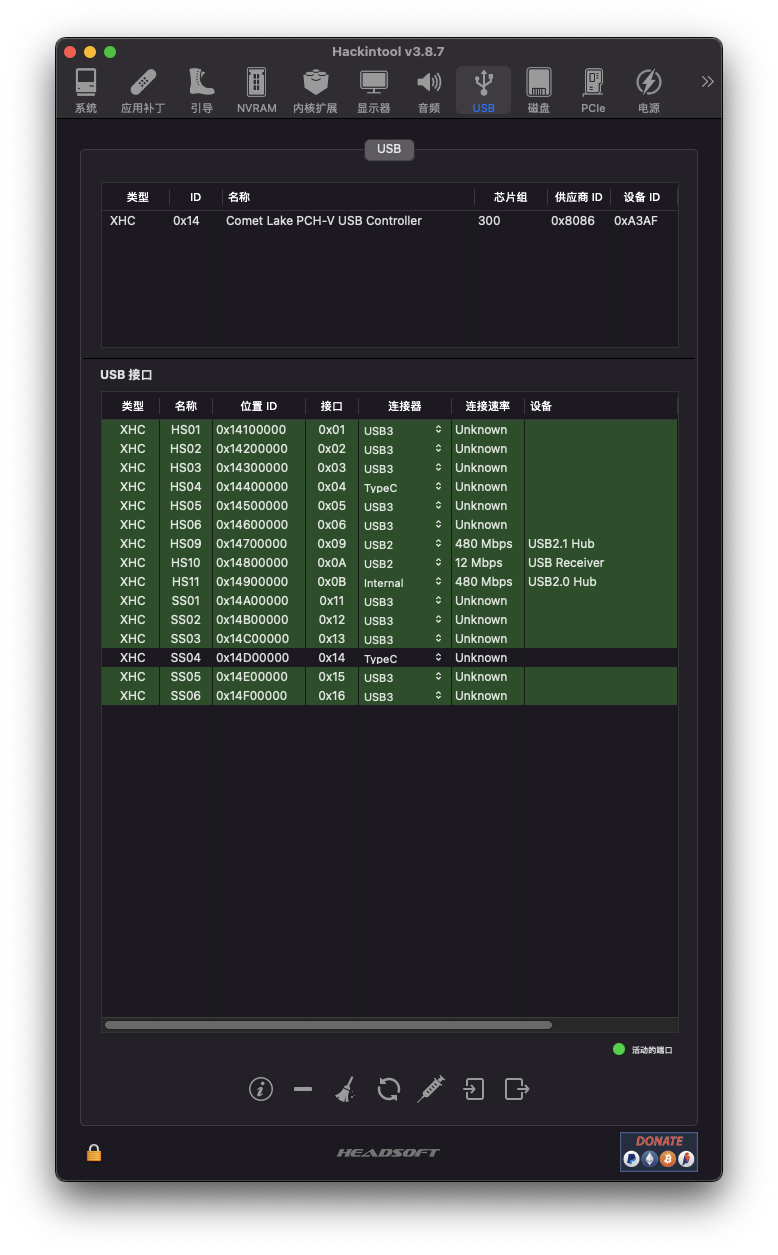 Hackintool v3.8.7
系统 应用补丁 引导 NVRAM 内核扩展 显示器 音频 USB 磁盘 PCIe 电源
USB
类型 ID 名称 芯片组 供应商 ID 设备 ID
XHC 0x14 Comet Lake PCH-V USB Controller 300 0x8086 0xA3AF
USB 接口
类型 名称 位置 ID 接口 连接器 连接速率 设备
XHC HS01 0x14100000 0x01 USB3 Unknown
XHC HS02 0x14200000 0x02 USB3 Unknown
XHC HS03 0x14300000 0x03 USB3 Unknown
XHC HS04 0x14400000 0x04 TypeC Unknown
XHC HS05 0x14500000 0x05 USB3 Unknown
XHC HS06 0x14600000 0x06 USB3 Unknown
XHC HS09 0x14700000 0x09 USB2 480 Mbps USB2.1 Hub
XHC HS10 0x14800000 0x0A USB2 12 Mbps USB Receiver
XHC HS11 0x14900000 0x0B Internal 480 Mbps USB2.0 Hub
XHC SS01 0x14A00000 0x11 USB3 Unknown
XHC SS02 0x14B00000 0x12 USB3 Unknown
XHC SS03 0x14C00000 0x13 USB3 Unknown
XHC SS04 0x14D00000 0x14 TypeC Unknown
XHC SS05 0x14E00000 0x15 USB3 Unknown
XHC SS06 0x14F00000 0x16 USB3 Unknown
活动的端口
HEADSOFT
DONATE